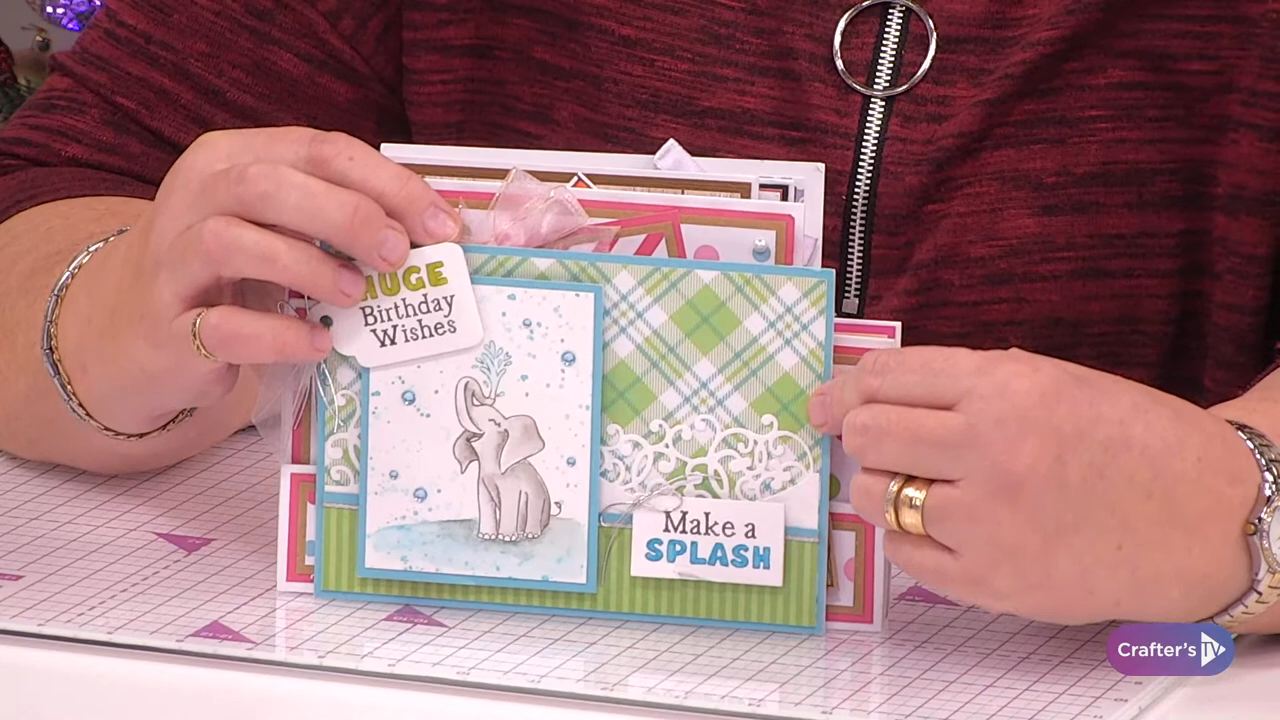 HUGE
Birthday
Wishes
Make a
SPLASH
Crafter's TV